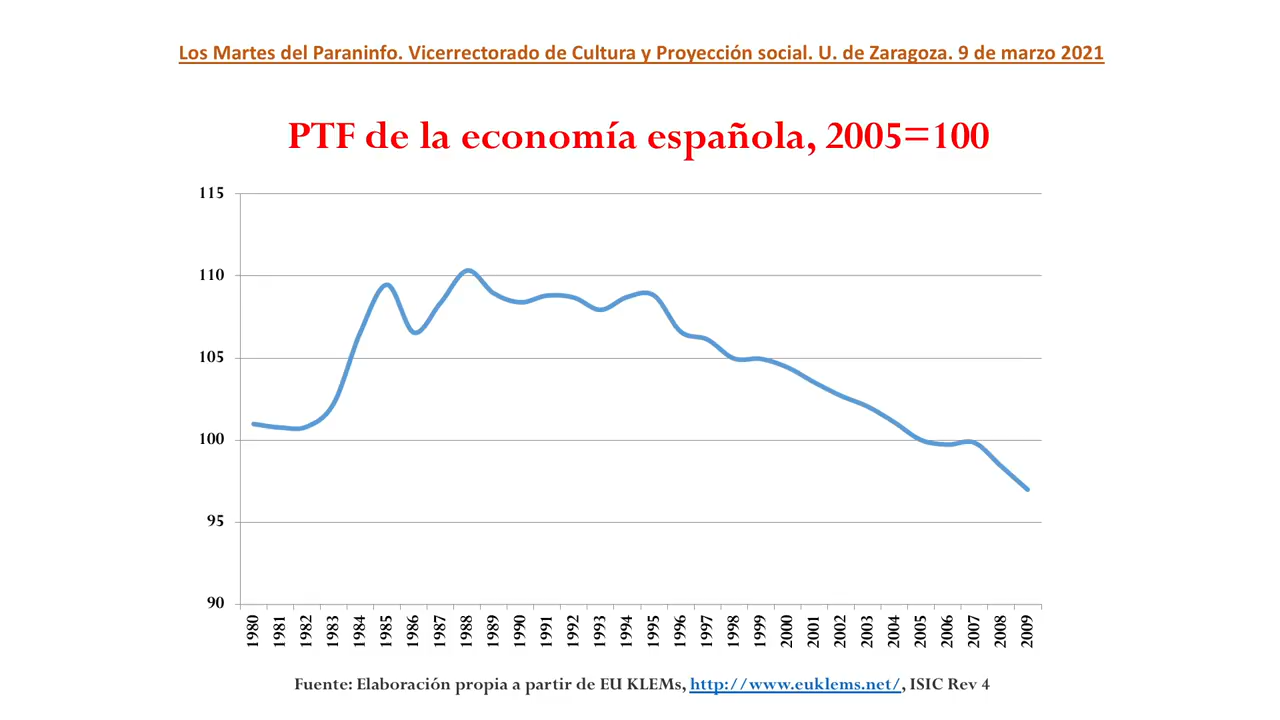 Los Martes del Paraninfo. Vicerrectorado de Cultura y Proyección social. U. de Zaragoza. 9 de marzo 2021
PTF de la economía española, 2005=100
115
110
105
100
95
90
1980 1981 1982 1983 1984 1985 1986 1987 1988 1989 1990 1991 1992 1993 1994 1995 1996 1997 1998 1999 2000 2001 2002 2003 2004 2005 2006 2007 2008 2009
Fuente: Elaboración propia a partir de EU KLEMs, http://www.euklems.net/, ISIC Rev 4